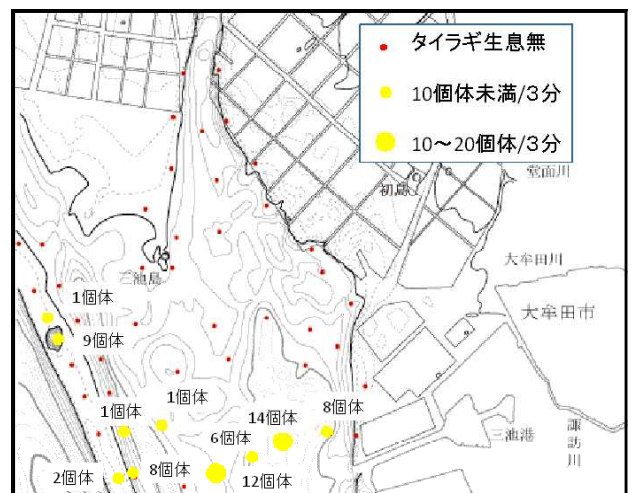 タイラギ生息無
10個体未満/3分
10～20個体/3分
堂面川
初島
大牟田川
三池島
1個体
大牟田市
9個体
1個体
1個体
14個体
8個体
6個体
三池港
諏訪川
2個体
8個体
12個体